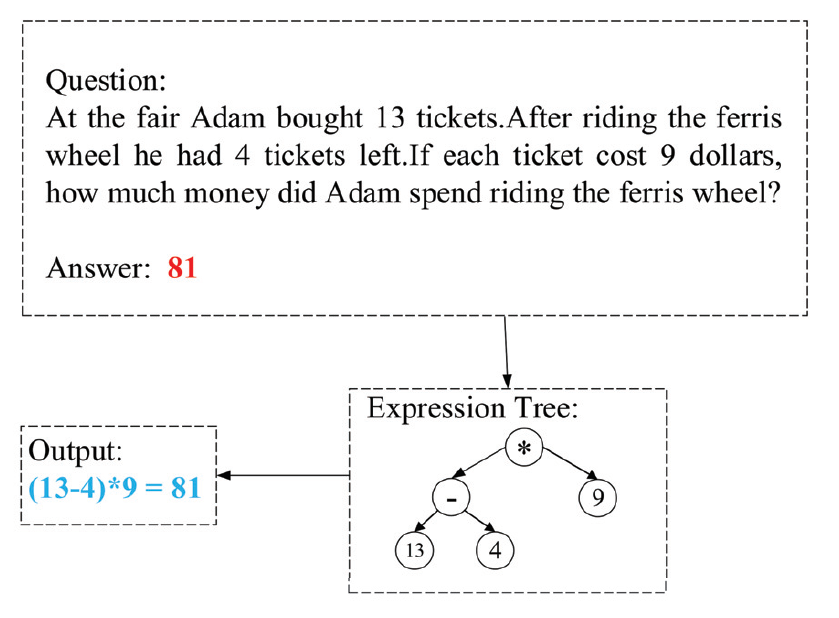 Question:
At the fair Adam bought 13 tickets.After riding the ferris
wheel he had 4 tickets left.If each ticket cost 9 dollars,
how much money did Adam spend riding the ferris wheel?
Answer: 81
Expression Tree:
*
-
9
13
4
Output:
(13-4)*9 = 81